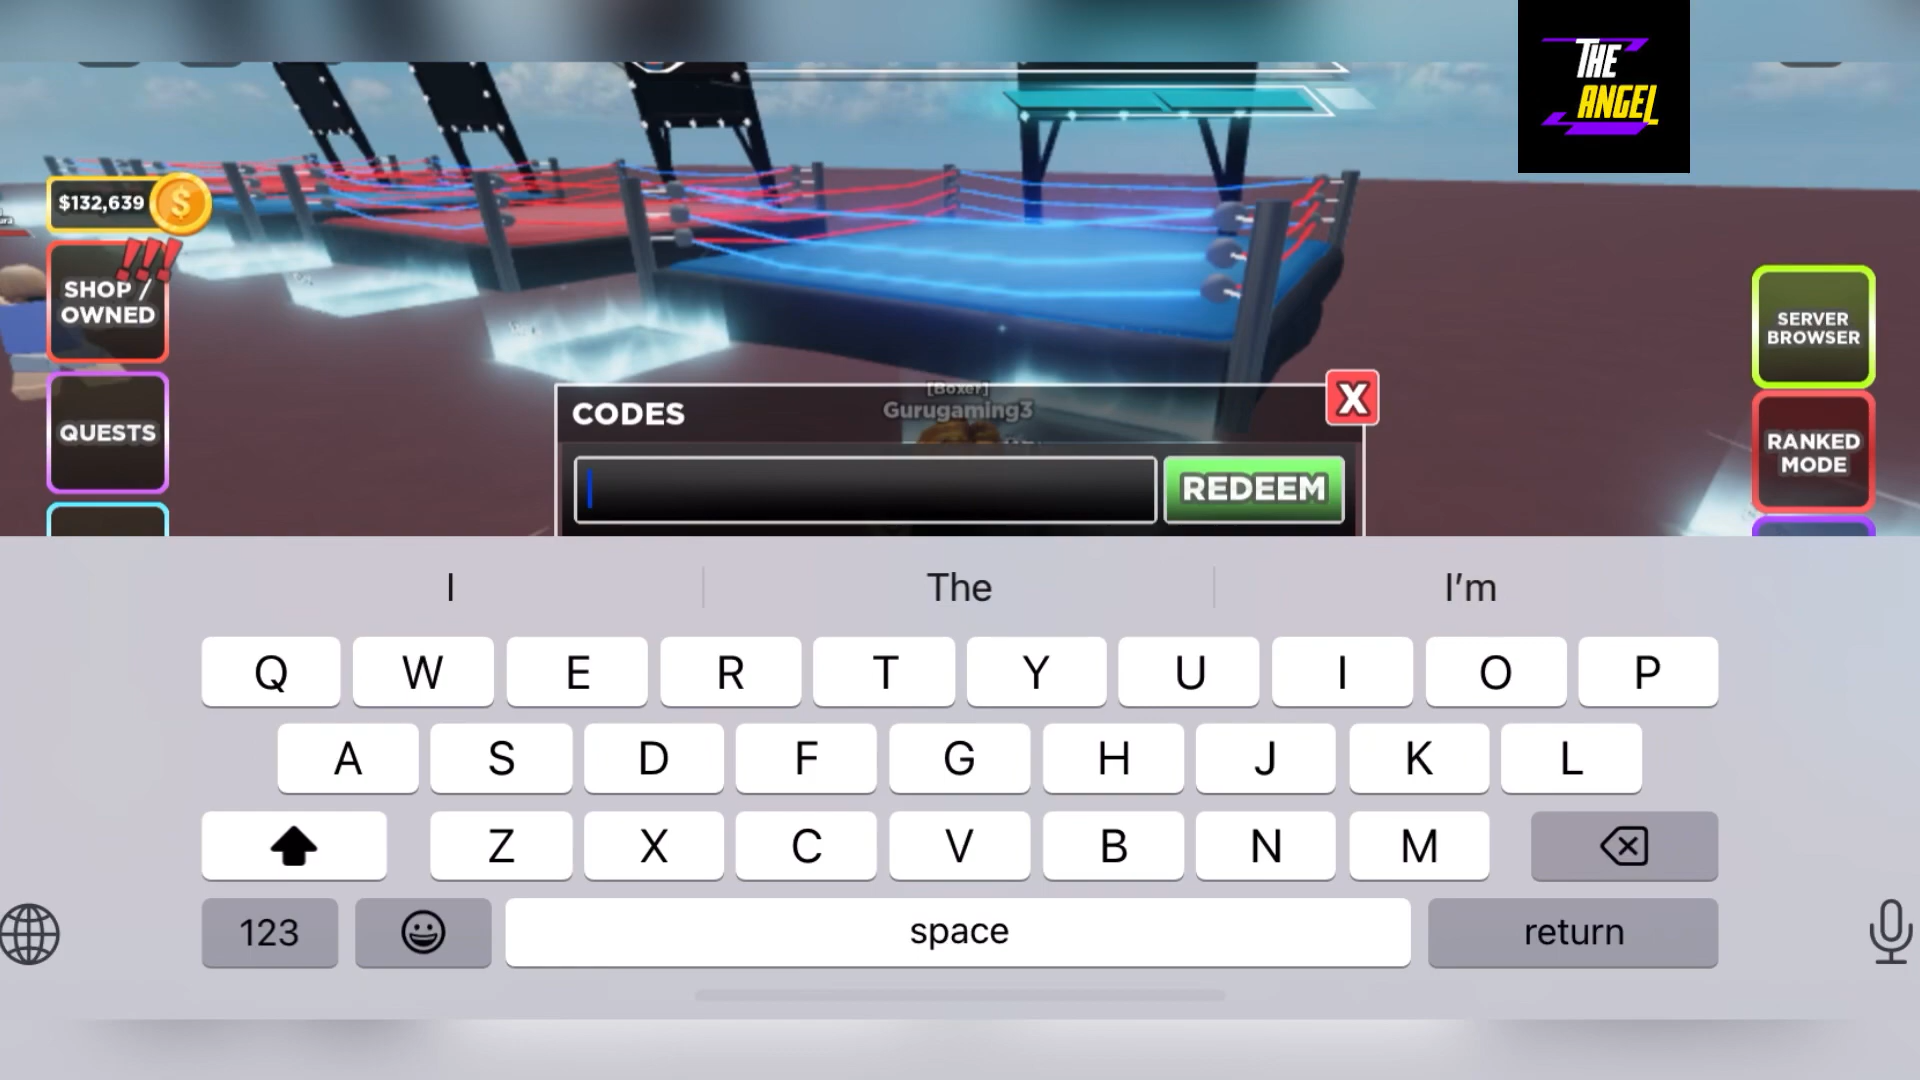 THE
ANGEL
$132,639
SHOP /
OWNED
QUESTS
SERVER
BROWSER
RANKED
MODE
[Boxer]
Gurugaming3
CODES
X
REDEEM
I
The
I’m
Q W E R T Y U I O P
A S D F G H J K L
Z X C V B N M
123
space
return